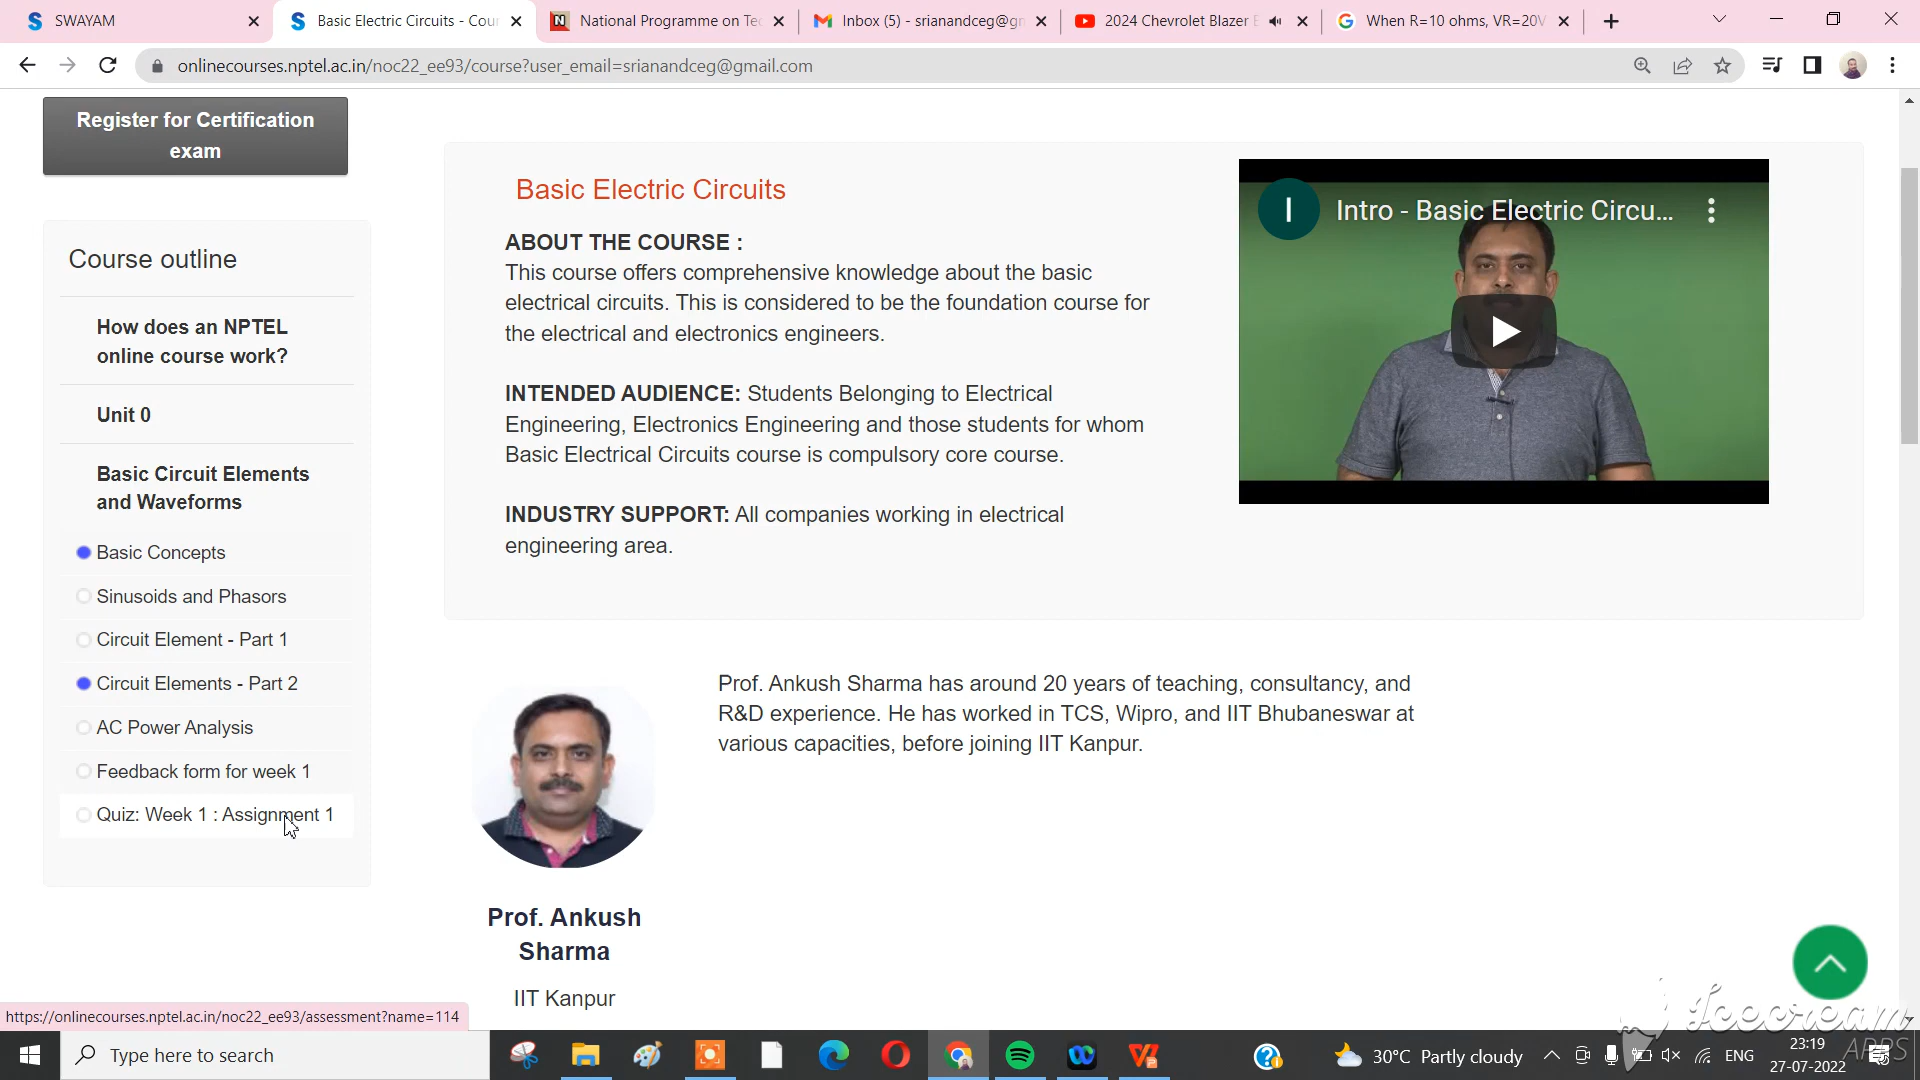 SWAYAM
Basic Electric Circuits - Cou
National Programme on Te
Inbox (5) - srianandceg@gn
2024 Chevrolet Blazer E
When R=10 ohms, VR=20V
onlinecourses.nptel.ac.in/noc22_ee93/course?user_email=srianandceg@gmail.com
Register for Certification
exam
Course outline
How does an NPTEL
online course work?
Unit 0
Basic Circuit Elements
and Waveforms
Basic Concepts
Sinusoids and Phasors
Circuit Element - Part 1
Circuit Elements - Part 2
AC Power Analysis
Feedback form for week 1
Quiz: Week 1 : Assignment 1
Basic Electric Circuits
ABOUT THE COURSE :
This course offers comprehensive knowledge about the basic
electrical circuits. This is considered to be the foundation course for
the electrical and electronics engineers.
INTENDED AUDIENCE: Students Belonging to Electrical
Engineering, Electronics Engineering and those students for whom
Basic Electrical Circuits course is compulsory core course.
INDUSTRY SUPPORT: All companies working in electrical
engineering area.
I
Intro - Basic Electric Circu...
Prof. Ankush Sharma has around 20 years of teaching, consultancy, and
R&D experience. He has worked in TCS, Wipro, and IIT Bhubaneswar at
various capacities, before joining IIT Kanpur.
Prof. Ankush
Sharma
IIT Kanpur
https://onlinecourses.nptel.ac.in/noc22_ee93/assessment?name=114
Icecream
APPS
Type here to search
30°C Partly cloudy
ENG
23:19
27-07-2022